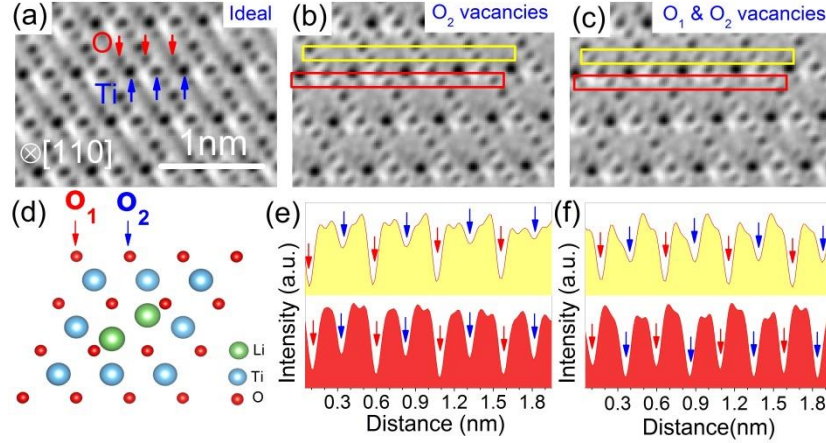 (a)
Ideal
O
Ti
⊗[110]
1nm
(b)
O₂ vacancies
(c)
O₁ & O₂ vacancies
(d)
O₁
O₂
Li
Ti
O
(e)
Intensity (a.u.)
0.3 0.6 0.9 1.2 1.5 1.8
Distance (nm)
(f)
Intensity (a.u.)
0.3 0.6 0.9 1.2 1.5 1.8
Distance(nm)